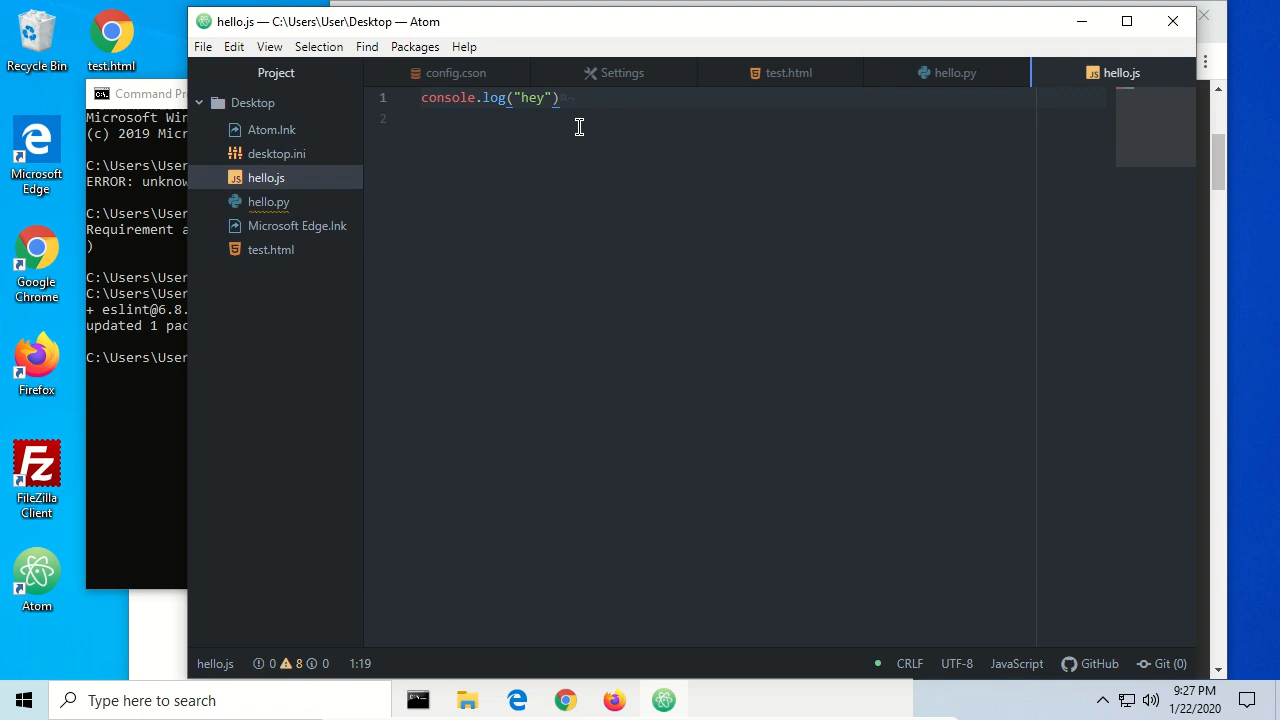 Recycle Bin
test.html
Microsoft Edge
Google Chrome
Firefox
FileZilla Client
Atom
Command Pr
Microsoft Win
(c) 2019 Micr
C:\Users\User
ERROR: unknow
C:\Users\User
Requirement a
)
C:\Users\User
C:\Users\User
+ eslint@6.8.
updated 1 pac
C:\Users\User
hello.js — C:\Users\User\Desktop — Atom
File Edit View Selection Find Packages Help
Project
config.cson
Settings
test.html
hello.py
hello.js
Desktop
Atom.lnk
desktop.ini
hello.js
hello.py
Microsoft Edge.lnk
test.html
1 console.log("hey")
2
hello.js 0 8 0 1:19
CRLF UTF-8 JavaScript GitHub Git (0)
Type here to search
9:27 PM
1/22/2020